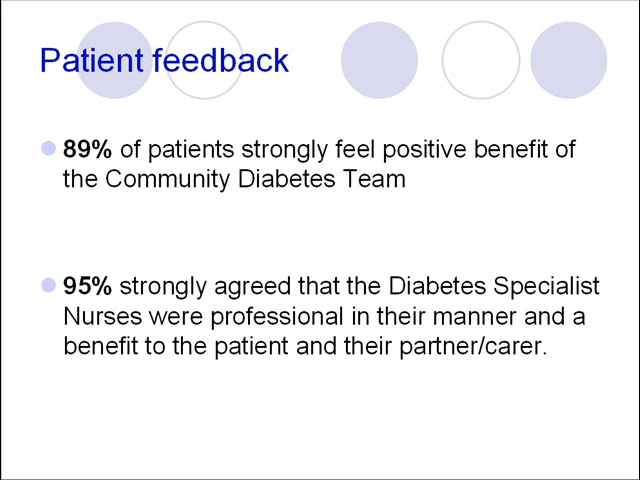 Patient feedback
89% of patients strongly feel positive benefit of
the Community Diabetes Team
95% strongly agreed that the Diabetes Specialist
Nurses were professional in their manner and a
benefit to the patient and their partner/carer.